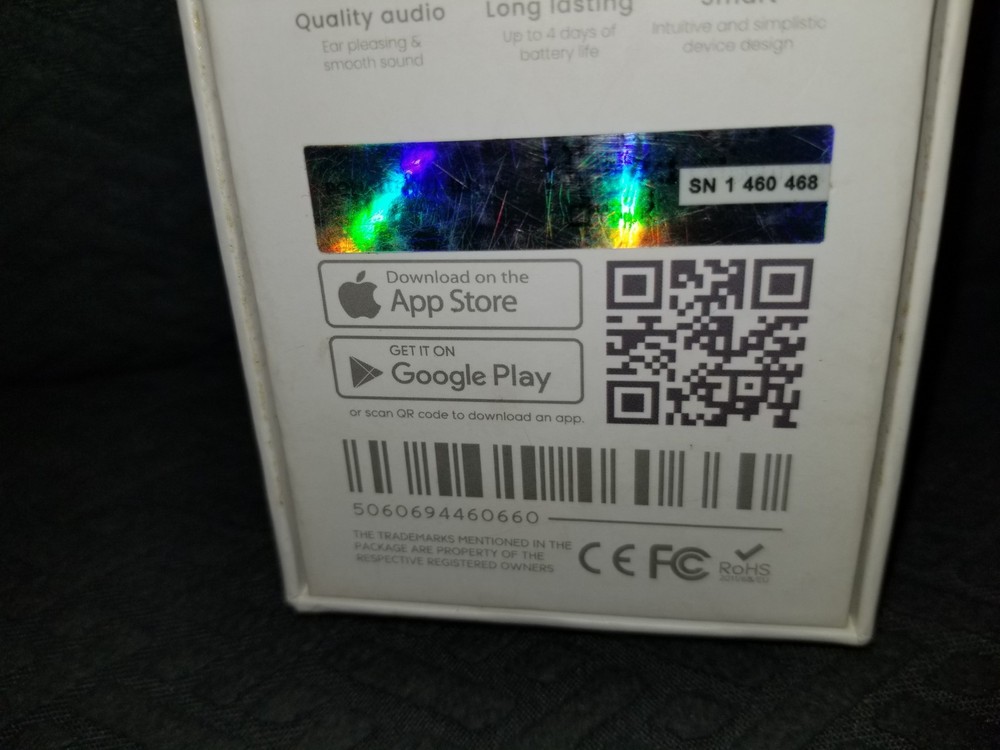 Quality audio
Ear pleasing &
smooth sound
Long lasting
Up to 4 days of
battery life
Smart
Intuitive and simplistic
device design
SN 1 460 468
Download on the
App Store
GET IT ON
Google Play
or scan QR code to download an app.
5060694460660
THE TRADEMARKS MENTIONED IN THE
PACKAGE ARE PROPERTY OF THE
RESPECTIVE REGISTERED OWNERS
CE FC RoHS